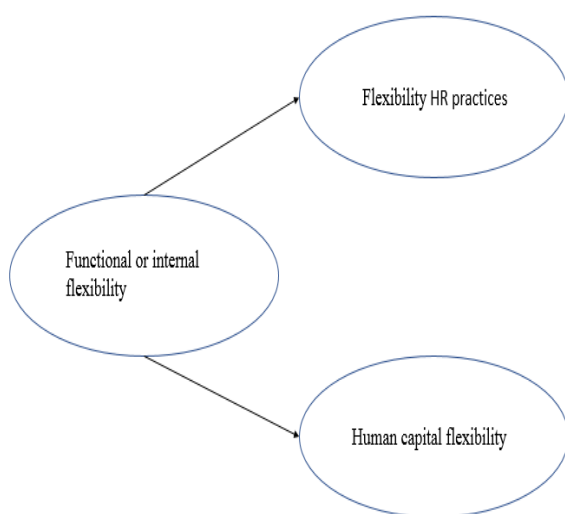 Flexibility HR practices
Functional or internal
flexibility
Human capital flexibility